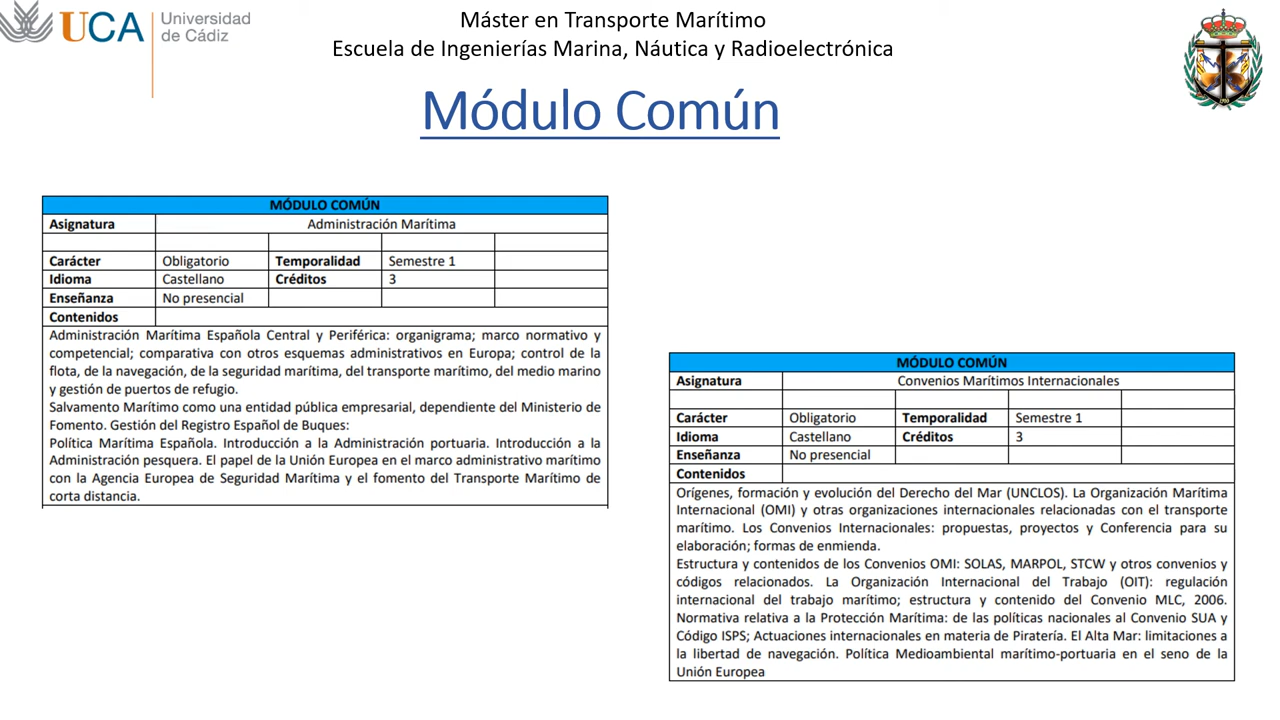 UCA
Universidad
de Cádiz
Máster en Transporte Marítimo
Escuela de Ingenierías Marina, Náutica y Radioelectrónica
Módulo Común
MÓDULO COMÚN
Asignatura Administración Marítima
Carácter Obligatorio Temporalidad Semestre 1
Idioma Castellano Créditos 3
Enseñanza No presencial
Contenidos
Administración Marítima Española Central y Periférica: organigrama; marco normativo y
competencial; comparativa con otros esquemas administrativos en Europa; control de la
flota, de la navegación, de la seguridad marítima, del transporte marítimo, del medio marino
y gestión de puertos de refugio.
Salvamento Marítimo como una entidad pública empresarial, dependiente del Ministerio de
Fomento. Gestión del Registro Español de Buques:
Política Marítima Española. Introducción a la Administración portuaria. Introducción a la
Administración pesquera. El papel de la Unión Europea en el marco administrativo marítimo
con la Agencia Europea de Seguridad Marítima y el fomento del Transporte Marítimo de
corta distancia.
MÓDULO COMÚN
Asignatura Convenios Marítimos Internacionales
Carácter Obligatorio Temporalidad Semestre 1
Idioma Castellano Créditos 3
Enseñanza No presencial
Contenidos
Orígenes, formación y evolución del Derecho del Mar (UNCLOS). La Organización Marítima
Internacional (OMI) y otras organizaciones internacionales relacionadas con el transporte
marítimo. Los Convenios Internacionales: propuestas, proyectos y Conferencia para su
elaboración; formas de enmienda.
Estructura y contenidos de los Convenios OMI: SOLAS, MARPOL, STCW y otros convenios y
códigos relacionados. La Organización Internacional del Trabajo (OIT): regulación
internacional del trabajo marítimo; estructura y contenido del Convenio MLC, 2006.
Normativa relativa a la Protección Marítima: de las políticas nacionales al Convenio SUA y
Código ISPS; Actuaciones internacionales en materia de Piratería. El Alta Mar: limitaciones a
la libertad de navegación. Política Medioambiental marítimo-portuaria en el seno de la
Unión Europea